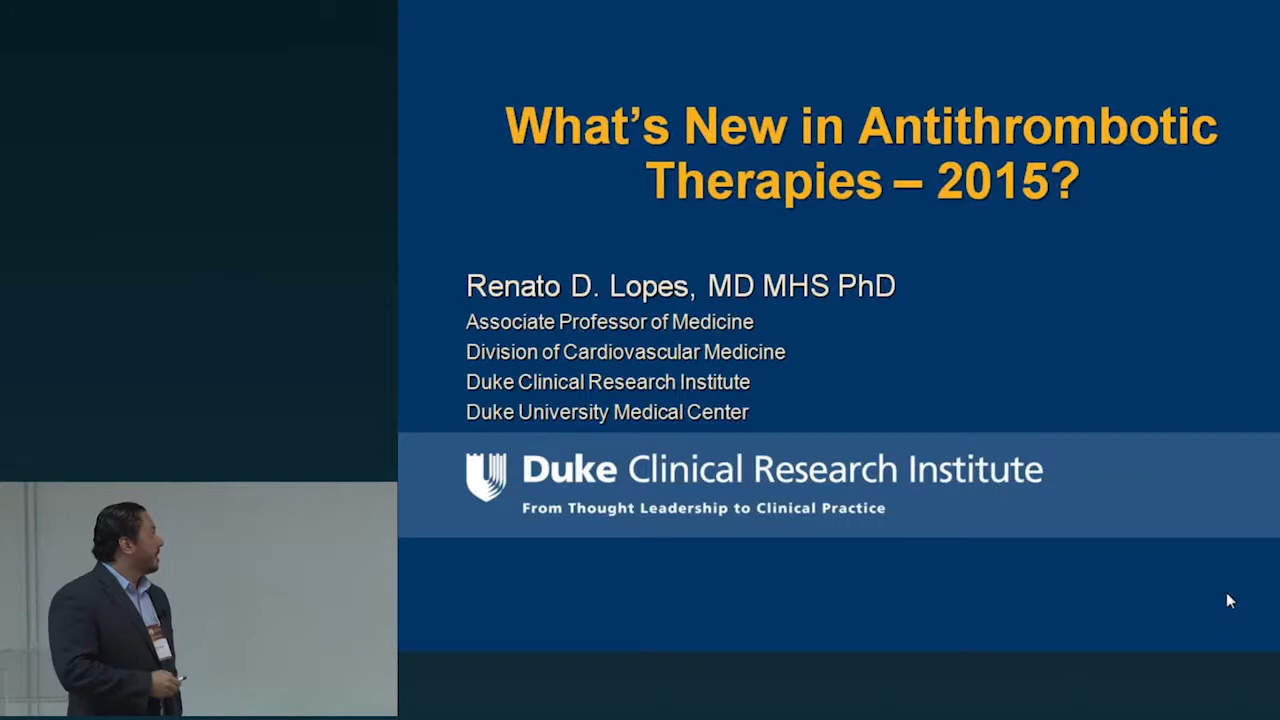 What's New in Antithrombotic
Therapies – 2015?
Renato D. Lopes, MD MHS PhD
Associate Professor of Medicine
Division of Cardiovascular Medicine
Duke Clinical Research Institute
Duke University Medical Center
Duke Clinical Research Institute
From Thought Leadership to Clinical Practice